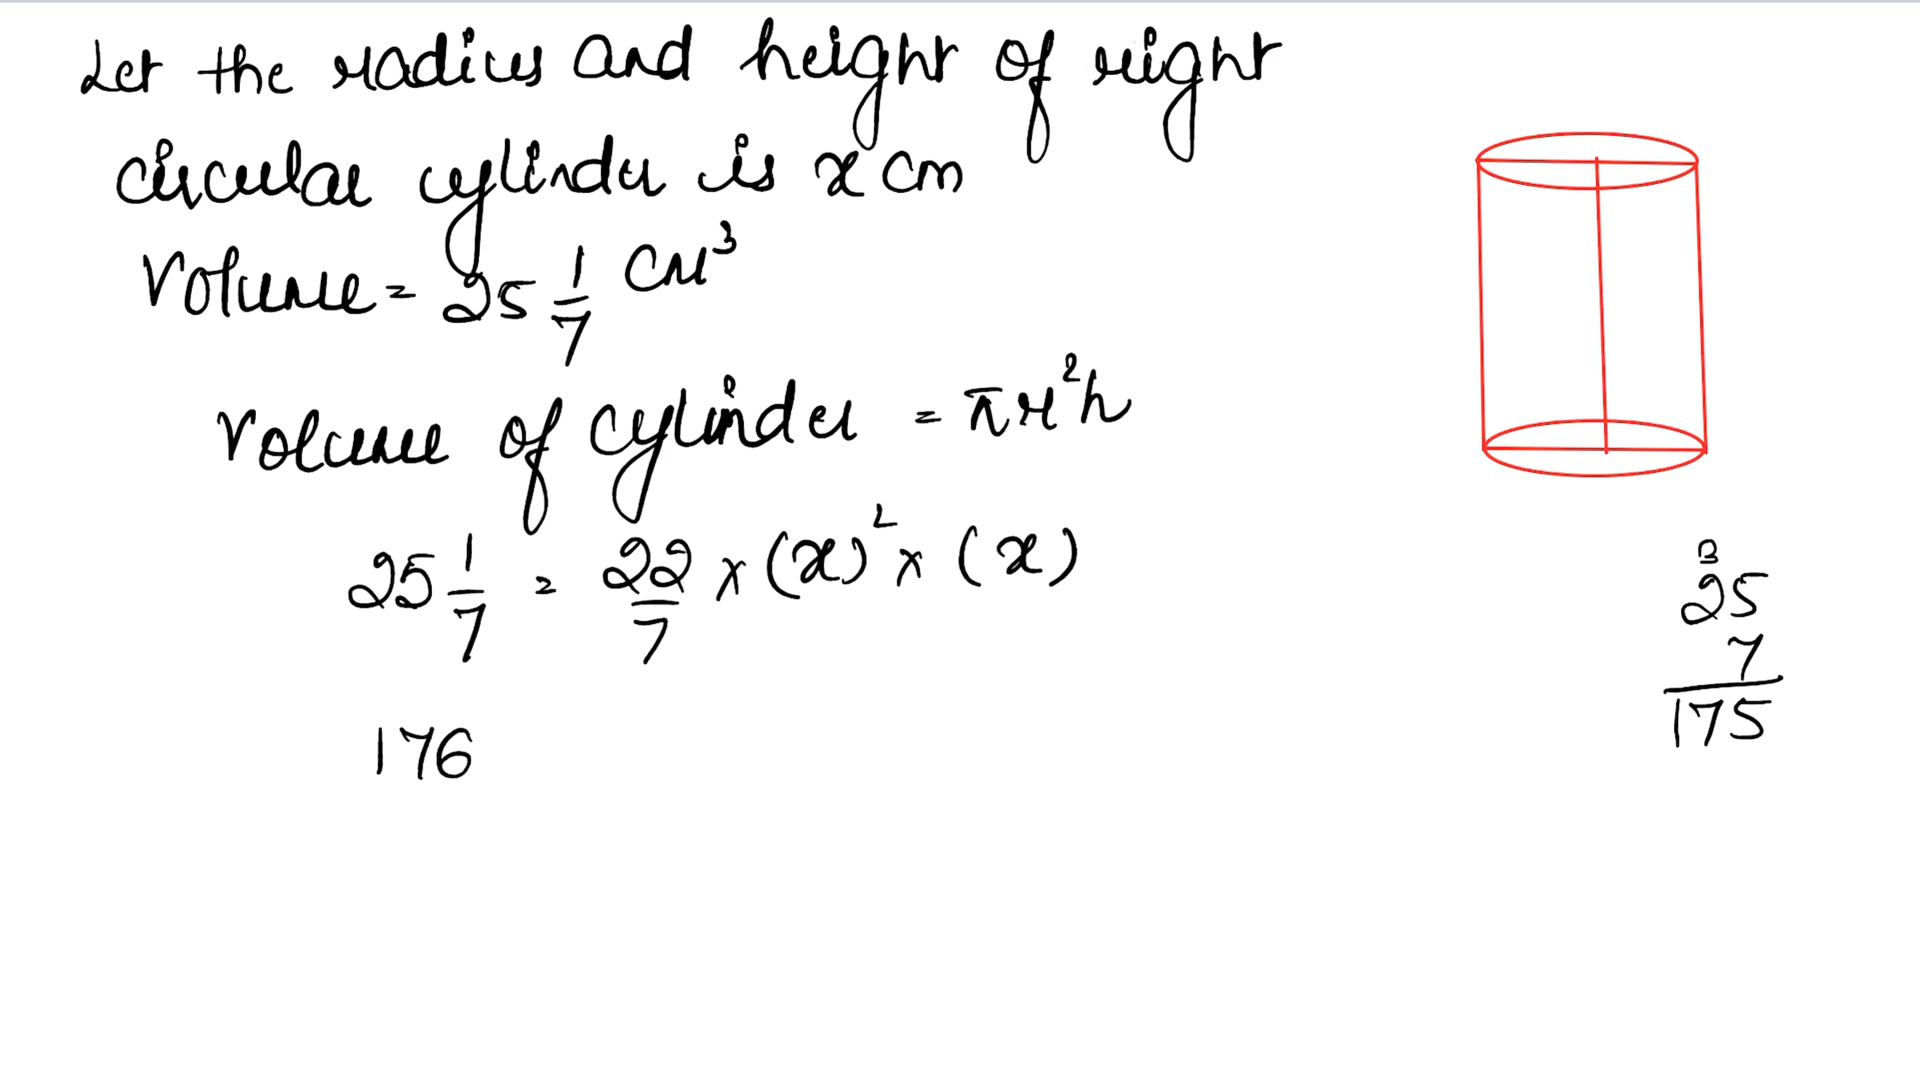 Let the radius and height of right
circular cylinder is x cm
Volume = 25 1/7 cm³
Volume of cylinder = πr²h
25 1/7 = 22/7 × (x)² × (x)
176
3
25
7
175